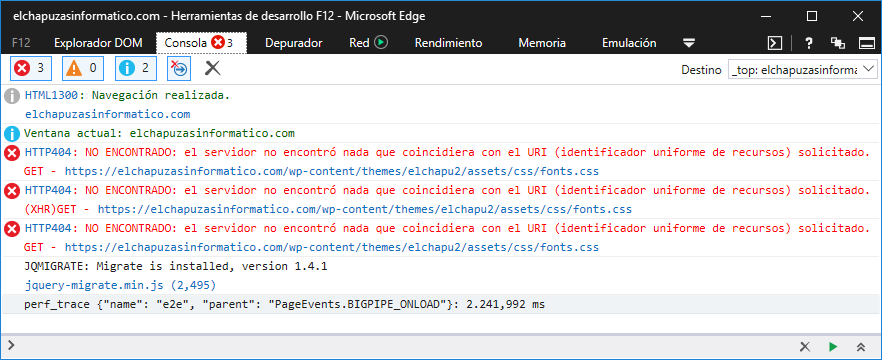 elchapuzasinformatico.com - Herramientas de desarrollo F12 - Microsoft Edge
F12 Explorador DOM Consola 3 Depurador Red Rendimiento Memoria Emulación ?
3 0 2 Destino _top: elchapuzasinforma
HTML1300: Navegación realizada.
elchapuzasinformatico.com
Ventana actual: elchapuzasinformatico.com
HTTP404: NO ENCONTRADO: el servidor no encontró nada que coincidiera con el URI (identificador uniforme de recursos) solicitado.
GET - https://elchapuzasinformatico.com/wp-content/themes/elchapu2/assets/css/fonts.css
HTTP404: NO ENCONTRADO: el servidor no encontró nada que coincidiera con el URI (identificador uniforme de recursos) solicitado.
(XHR)GET - https://elchapuzasinformatico.com/wp-content/themes/elchapu2/assets/css/fonts.css
HTTP404: NO ENCONTRADO: el servidor no encontró nada que coincidiera con el URI (identificador uniforme de recursos) solicitado.
GET - https://elchapuzasinformatico.com/wp-content/themes/elchapu2/assets/css/fonts.css
JQMIGRATE: Migrate is installed, version 1.4.1
jquery-migrate.min.js (2,495)
perf_trace {"name": "e2e", "parent": "PageEvents.BIGPIPE_ONLOAD"}: 2.241,992 ms